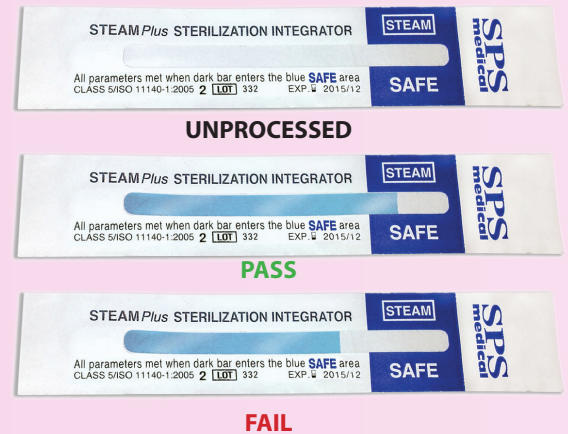 STEAM Plus STERILIZATION INTEGRATOR
STEAM
All parameters met when dark bar enters the blue SAFE area
CLASS 5/ISO 11140-1:2005 2 LOT 332 EXP. 2015/12
SAFE
SPS
medical
UNPROCESSED
STEAM Plus STERILIZATION INTEGRATOR
STEAM
All parameters met when dark bar enters the blue SAFE area
CLASS 5/ISO 11140-1:2005 2 LOT 332 EXP. 2015/12
SAFE
SPS
medical
PASS
STEAM Plus STERILIZATION INTEGRATOR
STEAM
All parameters met when dark bar enters the blue SAFE area
CLASS 5/ISO 11140-1:2005 2 LOT 332 EXP. 2015/12
SAFE
SPS
medical
FAIL